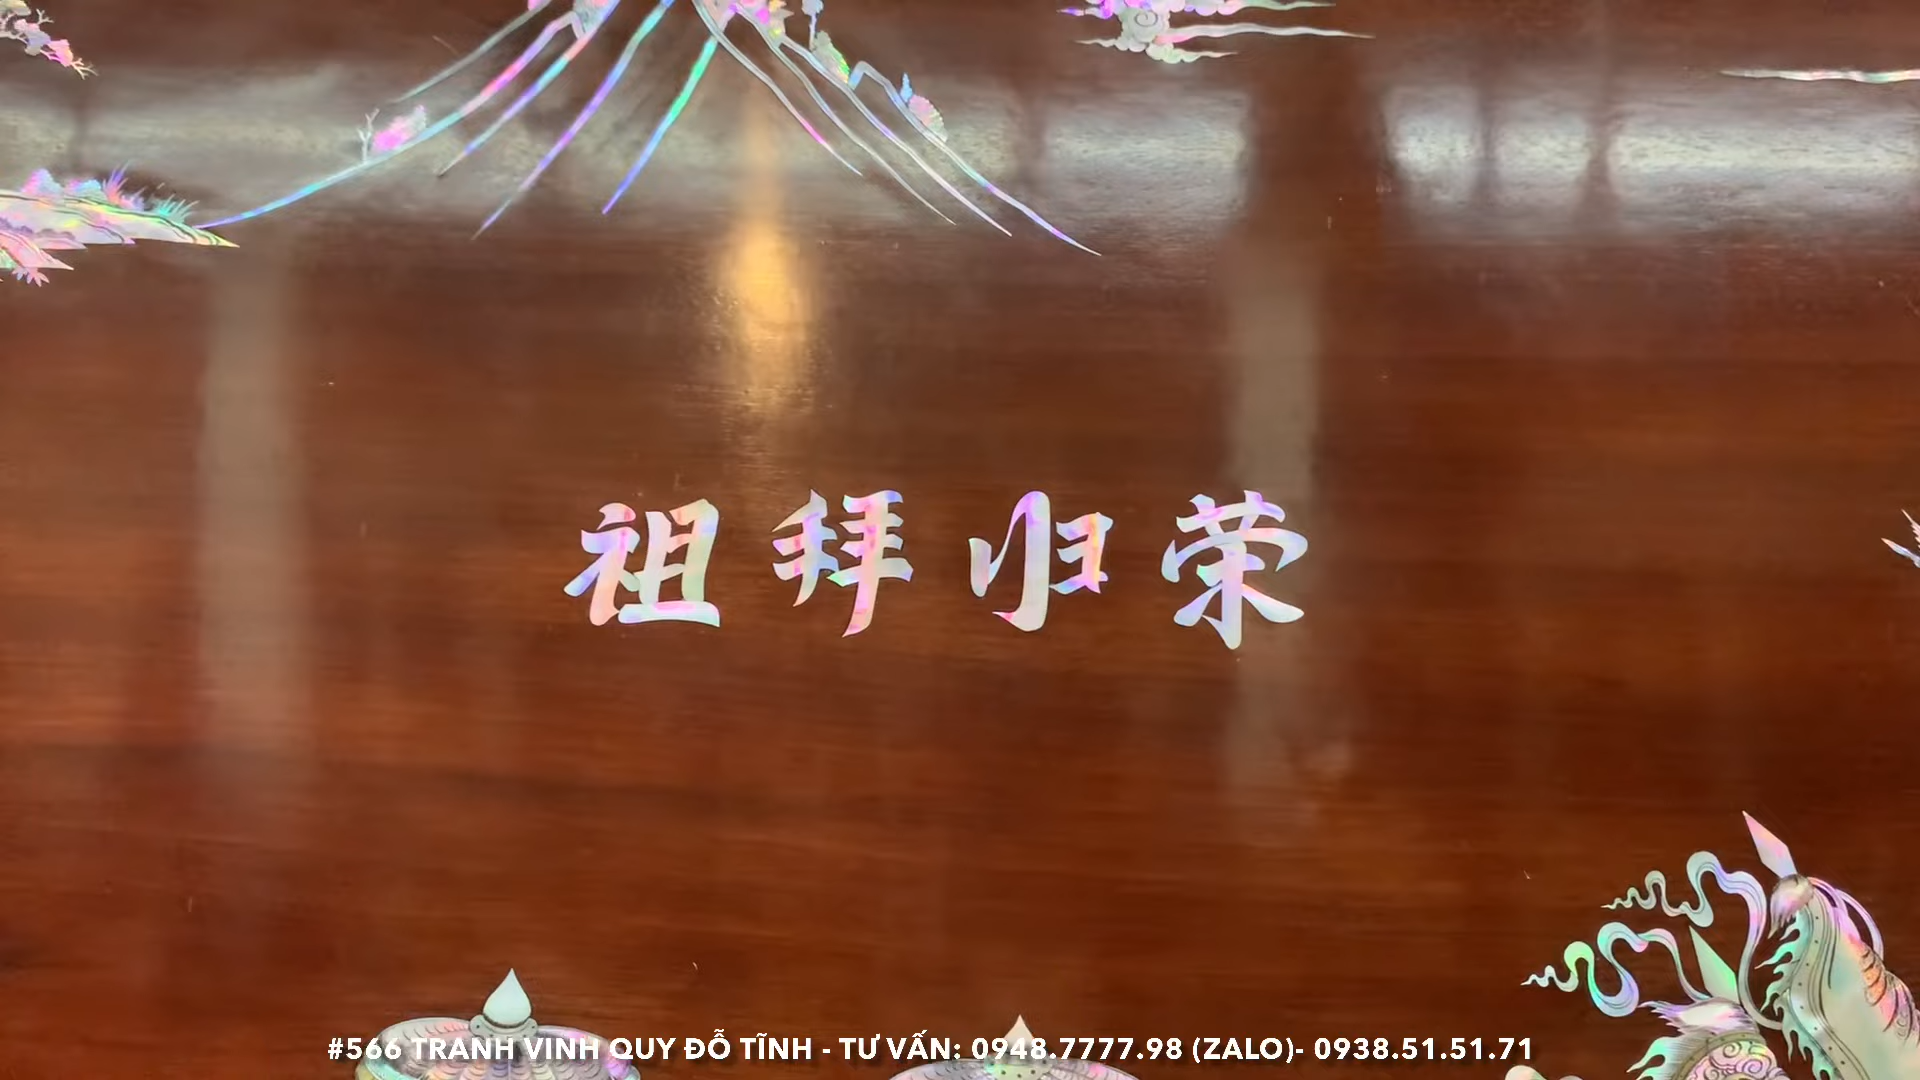 荣归拜祖
#566 TRANH VINH QUY ĐỖ TĨNH - TƯ VẤN: 0948.7777.98 (ZALO)- 0938.51.51.71